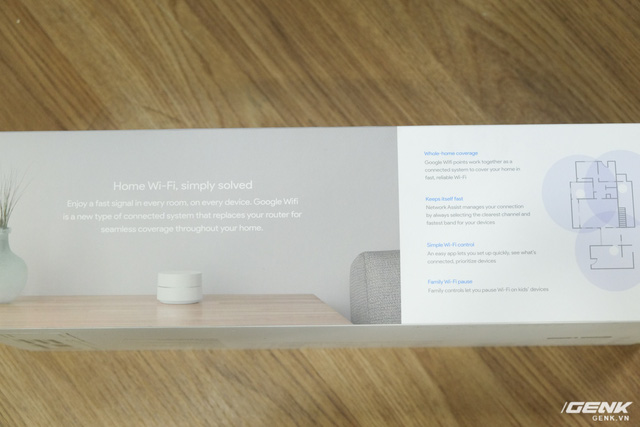 Home Wi-Fi, simply solved
Enjoy a fast signal in every room, on every device. Google Wifi
is a new type of connected system that replaces your router for
seamless coverage throughout your home.
Whole-home coverage
Google Wifi points work together as a
connected system to cover your home in
fast, reliable Wi-Fi
Keeps itself fast
Network Assist manages your connection
by always selecting the clearest channel and
fastest band for your devices
Simple Wi-Fi control
An easy app lets you set up quickly, see what's
connected, prioritize devices
Family Wi-Fi pause
Family controls let you pause Wi-Fi on kids' devices
GENK
GENK.VN